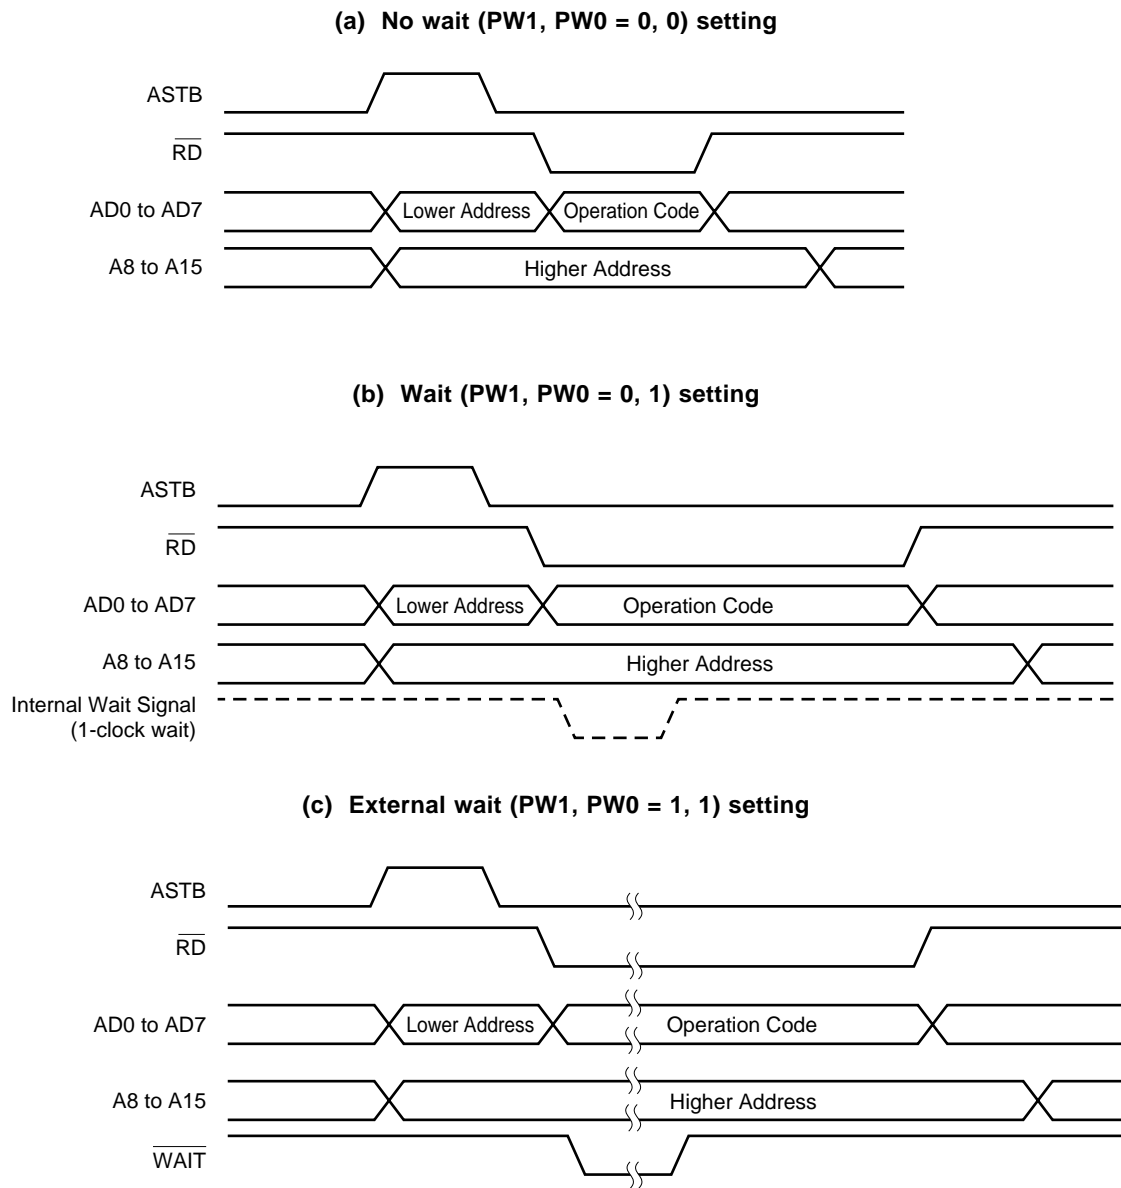 (a) No wait (PW1, PW0 = 0, 0) setting
ASTB
RD
AD0 to AD7
Lower Address
Operation Code
A8 to A15
Higher Address
(b) Wait (PW1, PW0 = 0, 1) setting
ASTB
RD
AD0 to AD7
Lower Address
Operation Code
A8 to A15
Higher Address
Internal Wait Signal
(1-clock wait)
(c) External wait (PW1, PW0 = 1, 1) setting
ASTB
RD
AD0 to AD7
Lower Address
Operation Code
A8 to A15
Higher Address
WAIT